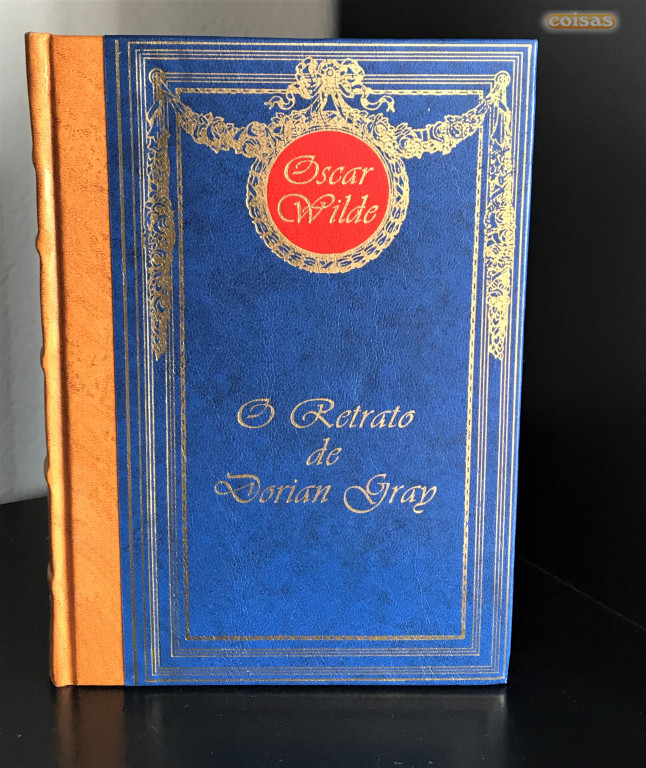 coisas
Oscar
Wilde
O Retrato
de
Dorian Gray